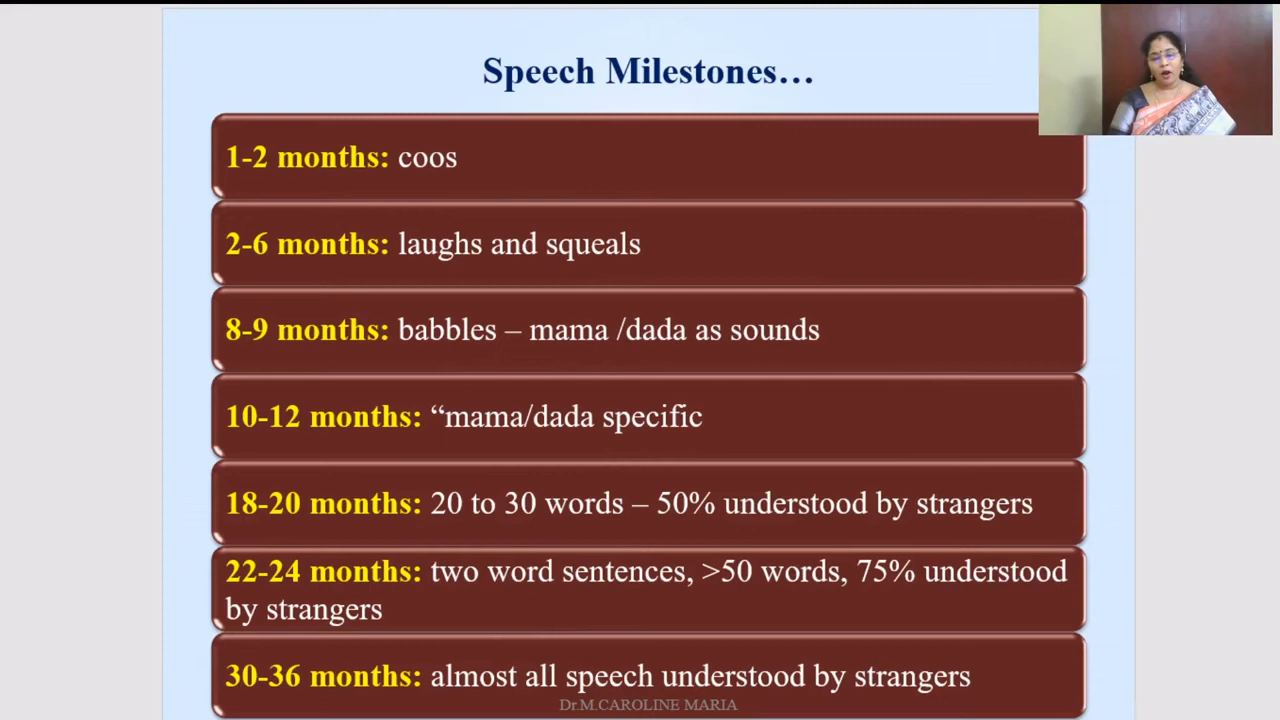 Speech Milestones…
1-2 months: coos
2-6 months: laughs and squeals
8-9 months: babbles – mama /dada as sounds
10-12 months: “mama/dada specific
18-20 months: 20 to 30 words – 50% understood by strangers
22-24 months: two word sentences, >50 words, 75% understood
by strangers
30-36 months: almost all speech understood by strangers
Dr.M.CAROLINE MARIA